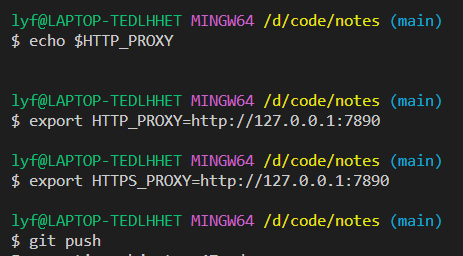 lyf@LAPTOP-TEDLHHET MINGW64 /d/code/notes (main)
$ echo $HTTP_PROXY
lyf@LAPTOP-TEDLHHET MINGW64 /d/code/notes (main)
$ export HTTP_PROXY=http://127.0.0.1:7890
lyf@LAPTOP-TEDLHHET MINGW64 /d/code/notes (main)
$ export HTTPS_PROXY=http://127.0.0.1:7890
lyf@LAPTOP-TEDLHHET MINGW64 /d/code/notes (main)
$ git push